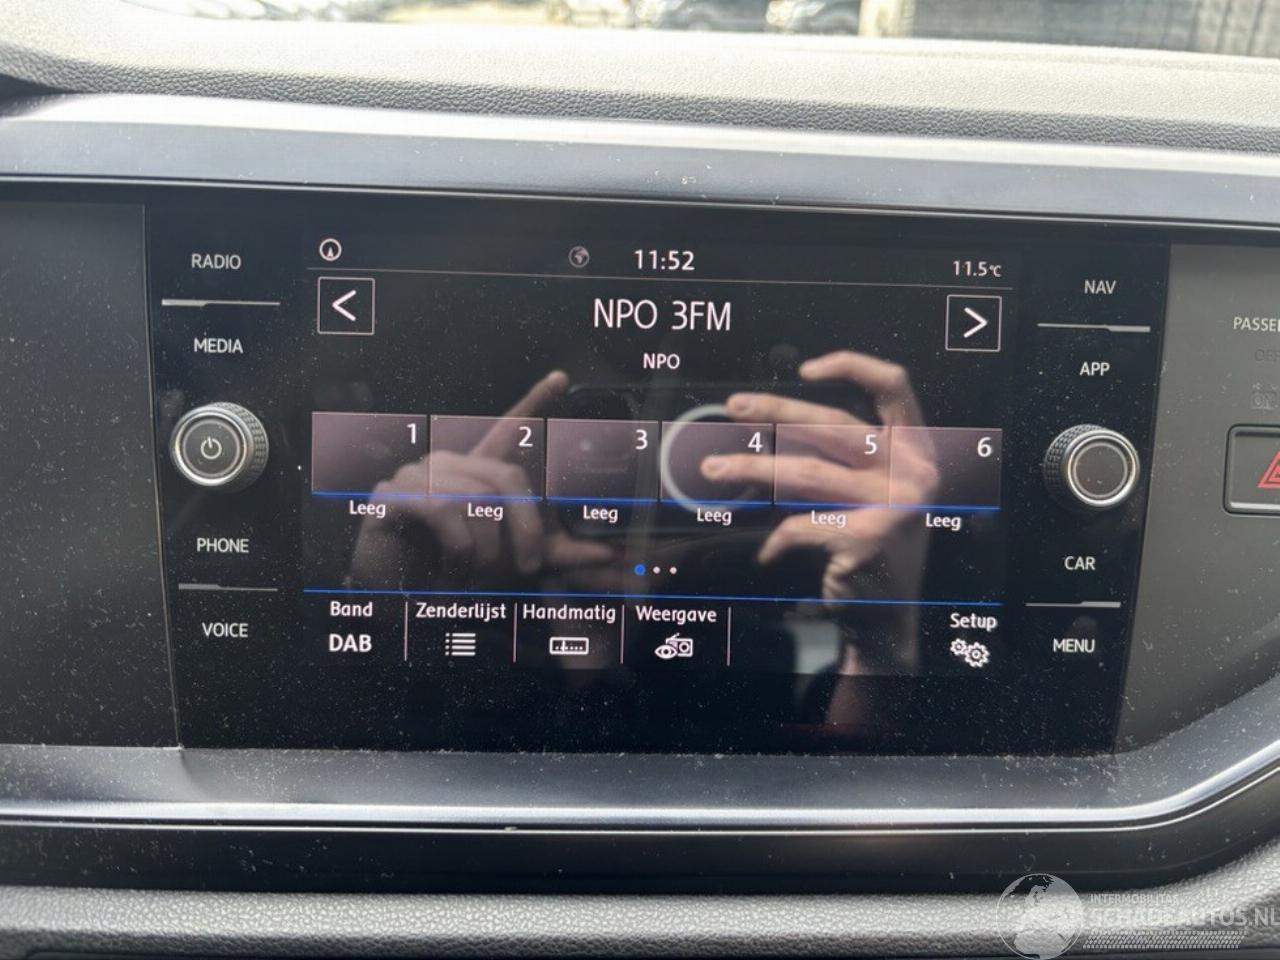 RADIO
MEDIA
PHONE
VOICE
11:52
11.5°C
<
NPO 3FM
>
NPO
1
2
3
4
5
6
Leeg
Leeg
Leeg
Leeg
Leeg
Leeg
Band
DAB
Zenderlijst
Handmatig
Weergave
Setup
NAV
APP
CAR
MENU
INTERMOBILITAS
SCHADEAUTOS.NL